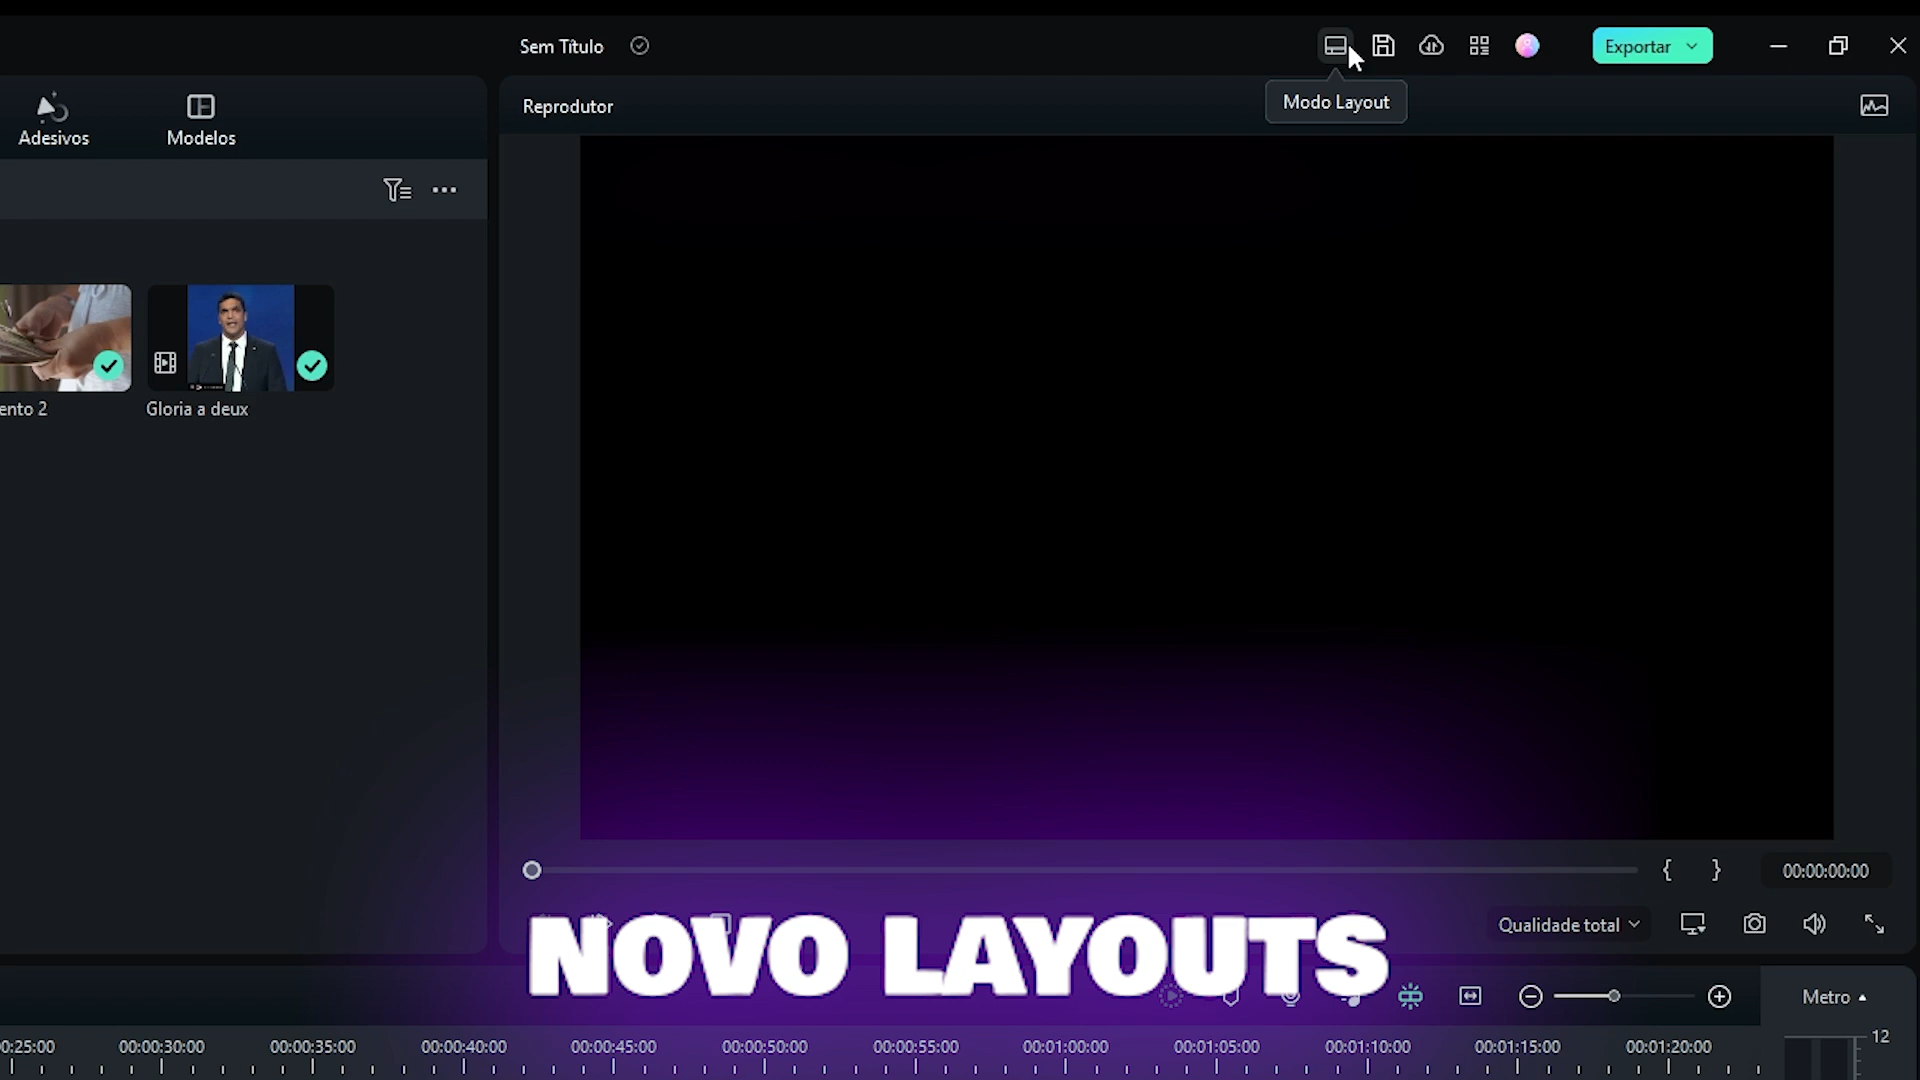 Sem Título
Exportar
Modo Layout
Adesivos
Modelos
Reprodutor
ento 2
Gloria a deux
{ }
00:00:00:00
Qualidade total
NOVO LAYOUTS
Metro
0:25:00 00:00:30:00 00:00:35:00 00:00:40:00 00:00:45:00 00:00:50:00 00:00:55:00 00:01:00:00 00:01:05:00 00:01:10:00 00:01:15:00 00:01:20:00
12